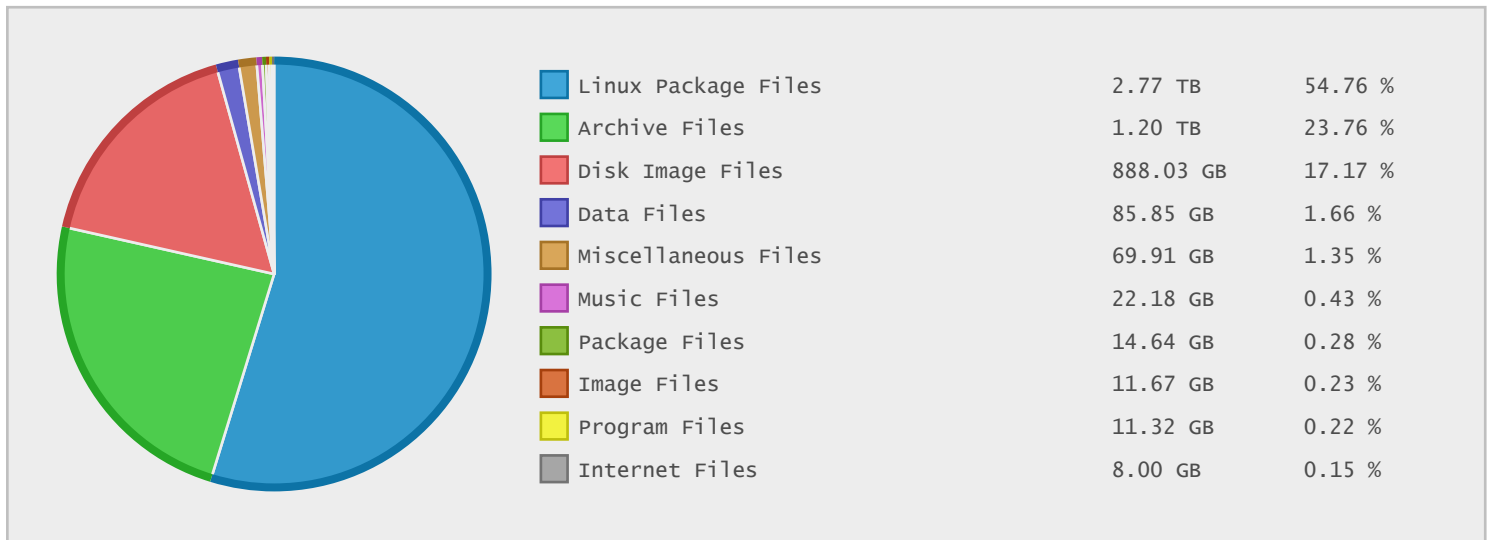 Linux Package Files 2.77 TB 54.76 %
Archive Files 1.20 TB 23.76 %
Disk Image Files 888.03 GB 17.17 %
Data Files 85.85 GB 1.66 %
Miscellaneous Files 69.91 GB 1.35 %
Music Files 22.18 GB 0.43 %
Package Files 14.64 GB 0.28 %
Image Files 11.67 GB 0.23 %
Program Files 11.32 GB 0.22 %
Internet Files 8.00 GB 0.15 %